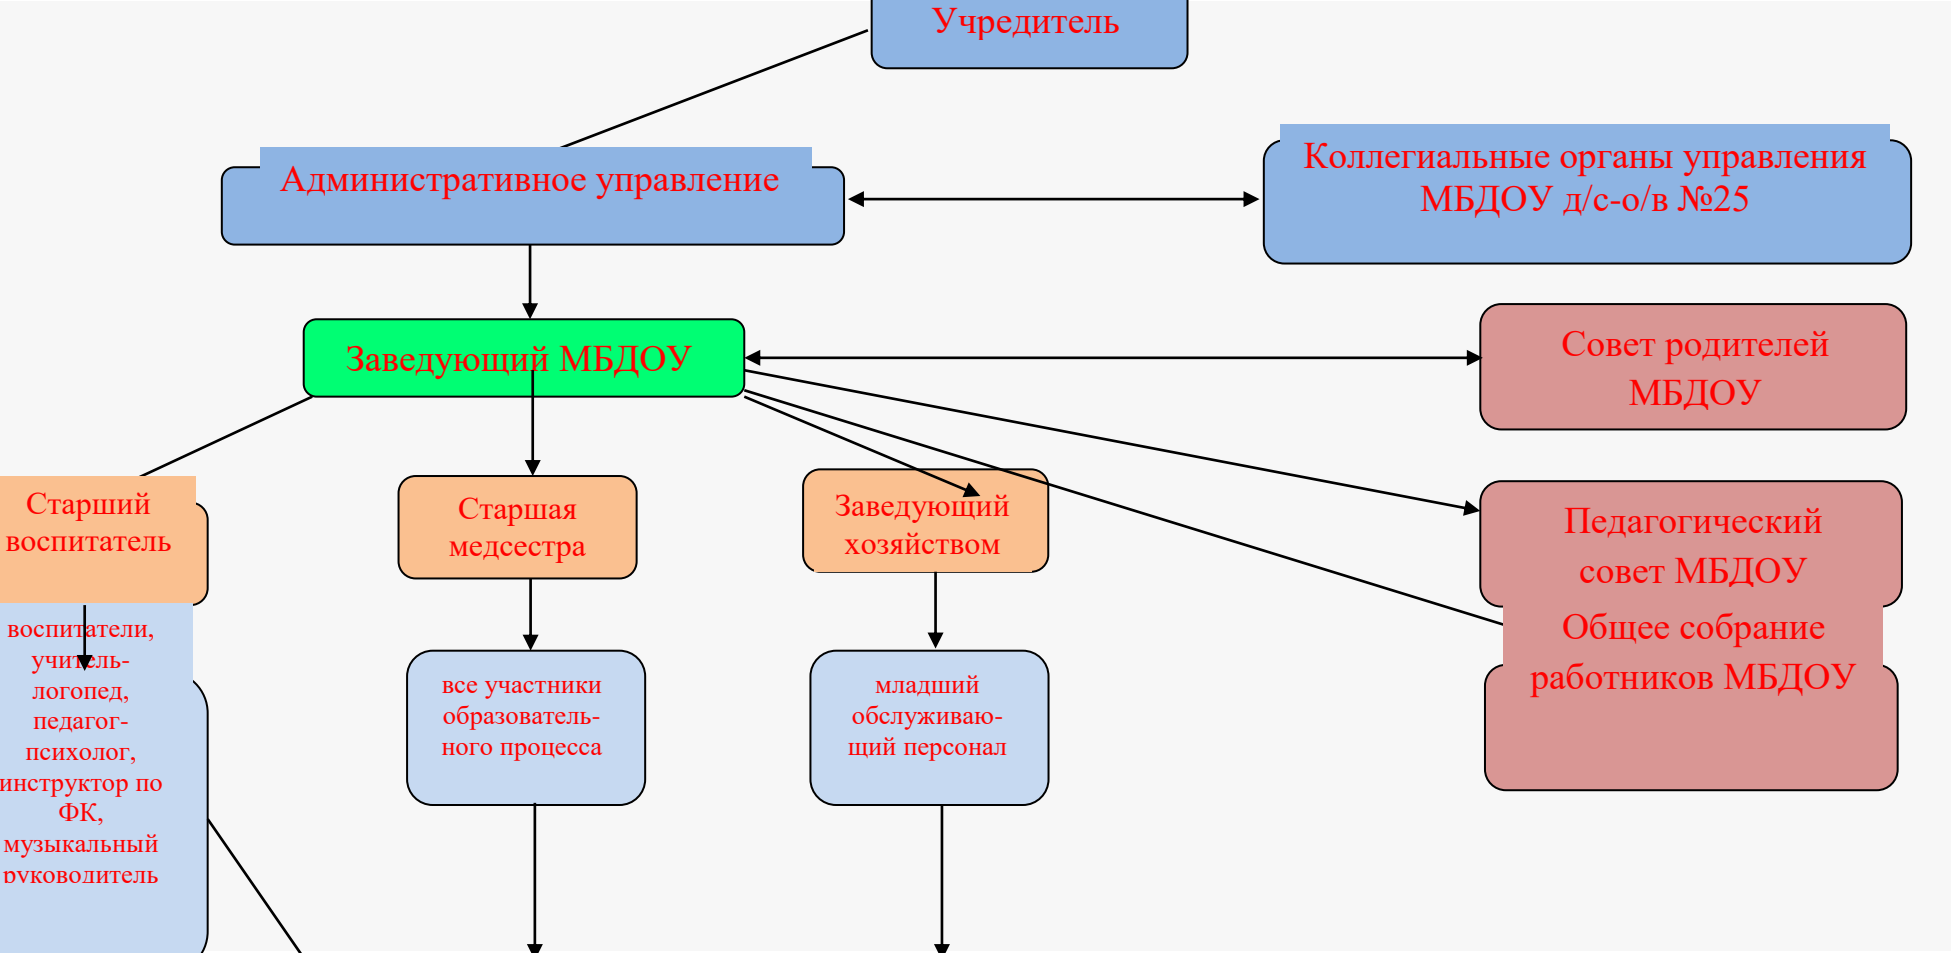 Учредитель
Административное управление
Коллегиальные органы управления
МБДОУ д/с-о/в №25
Заведующий МБДОУ
Совет родителей
МБДОУ
Старший
воспитатель
Старшая
медсестра
Заведующий
хозяйством
Педагогический
совет МБДОУ
Общее собрание
работников МБДОУ
воспитатели,
учитель-
логопед,
педагог-
психолог,
инструктор по
ФК,
музыкальный
руководитель
все участники
образователь-
ного процесса
младший
обслуживаю-
щий персонал